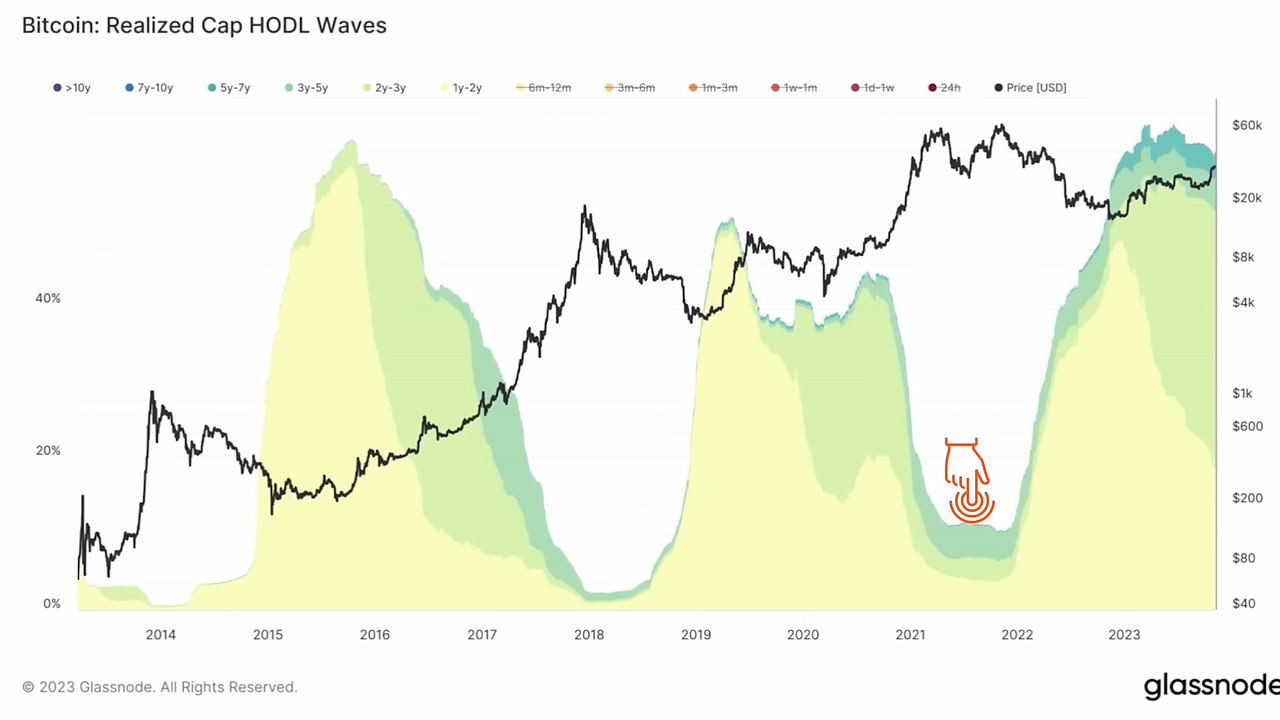 Bitcoin: Realized Cap HODL Waves
>10y 7y-10y 5y-7y 3y-5y 2y-3y 1y-2y 6m-12m 3m-6m 1m-3m 1w-1m 1d-1w 24h Price [USD]
$60k
$20k
$8k
40% $4k
$1k
20% $600
$200
$80
0% $40
2014 2015 2016 2017 2018 2019 2020 2021 2022 2023
© 2023 Glassnode. All Rights Reserved. glassnode